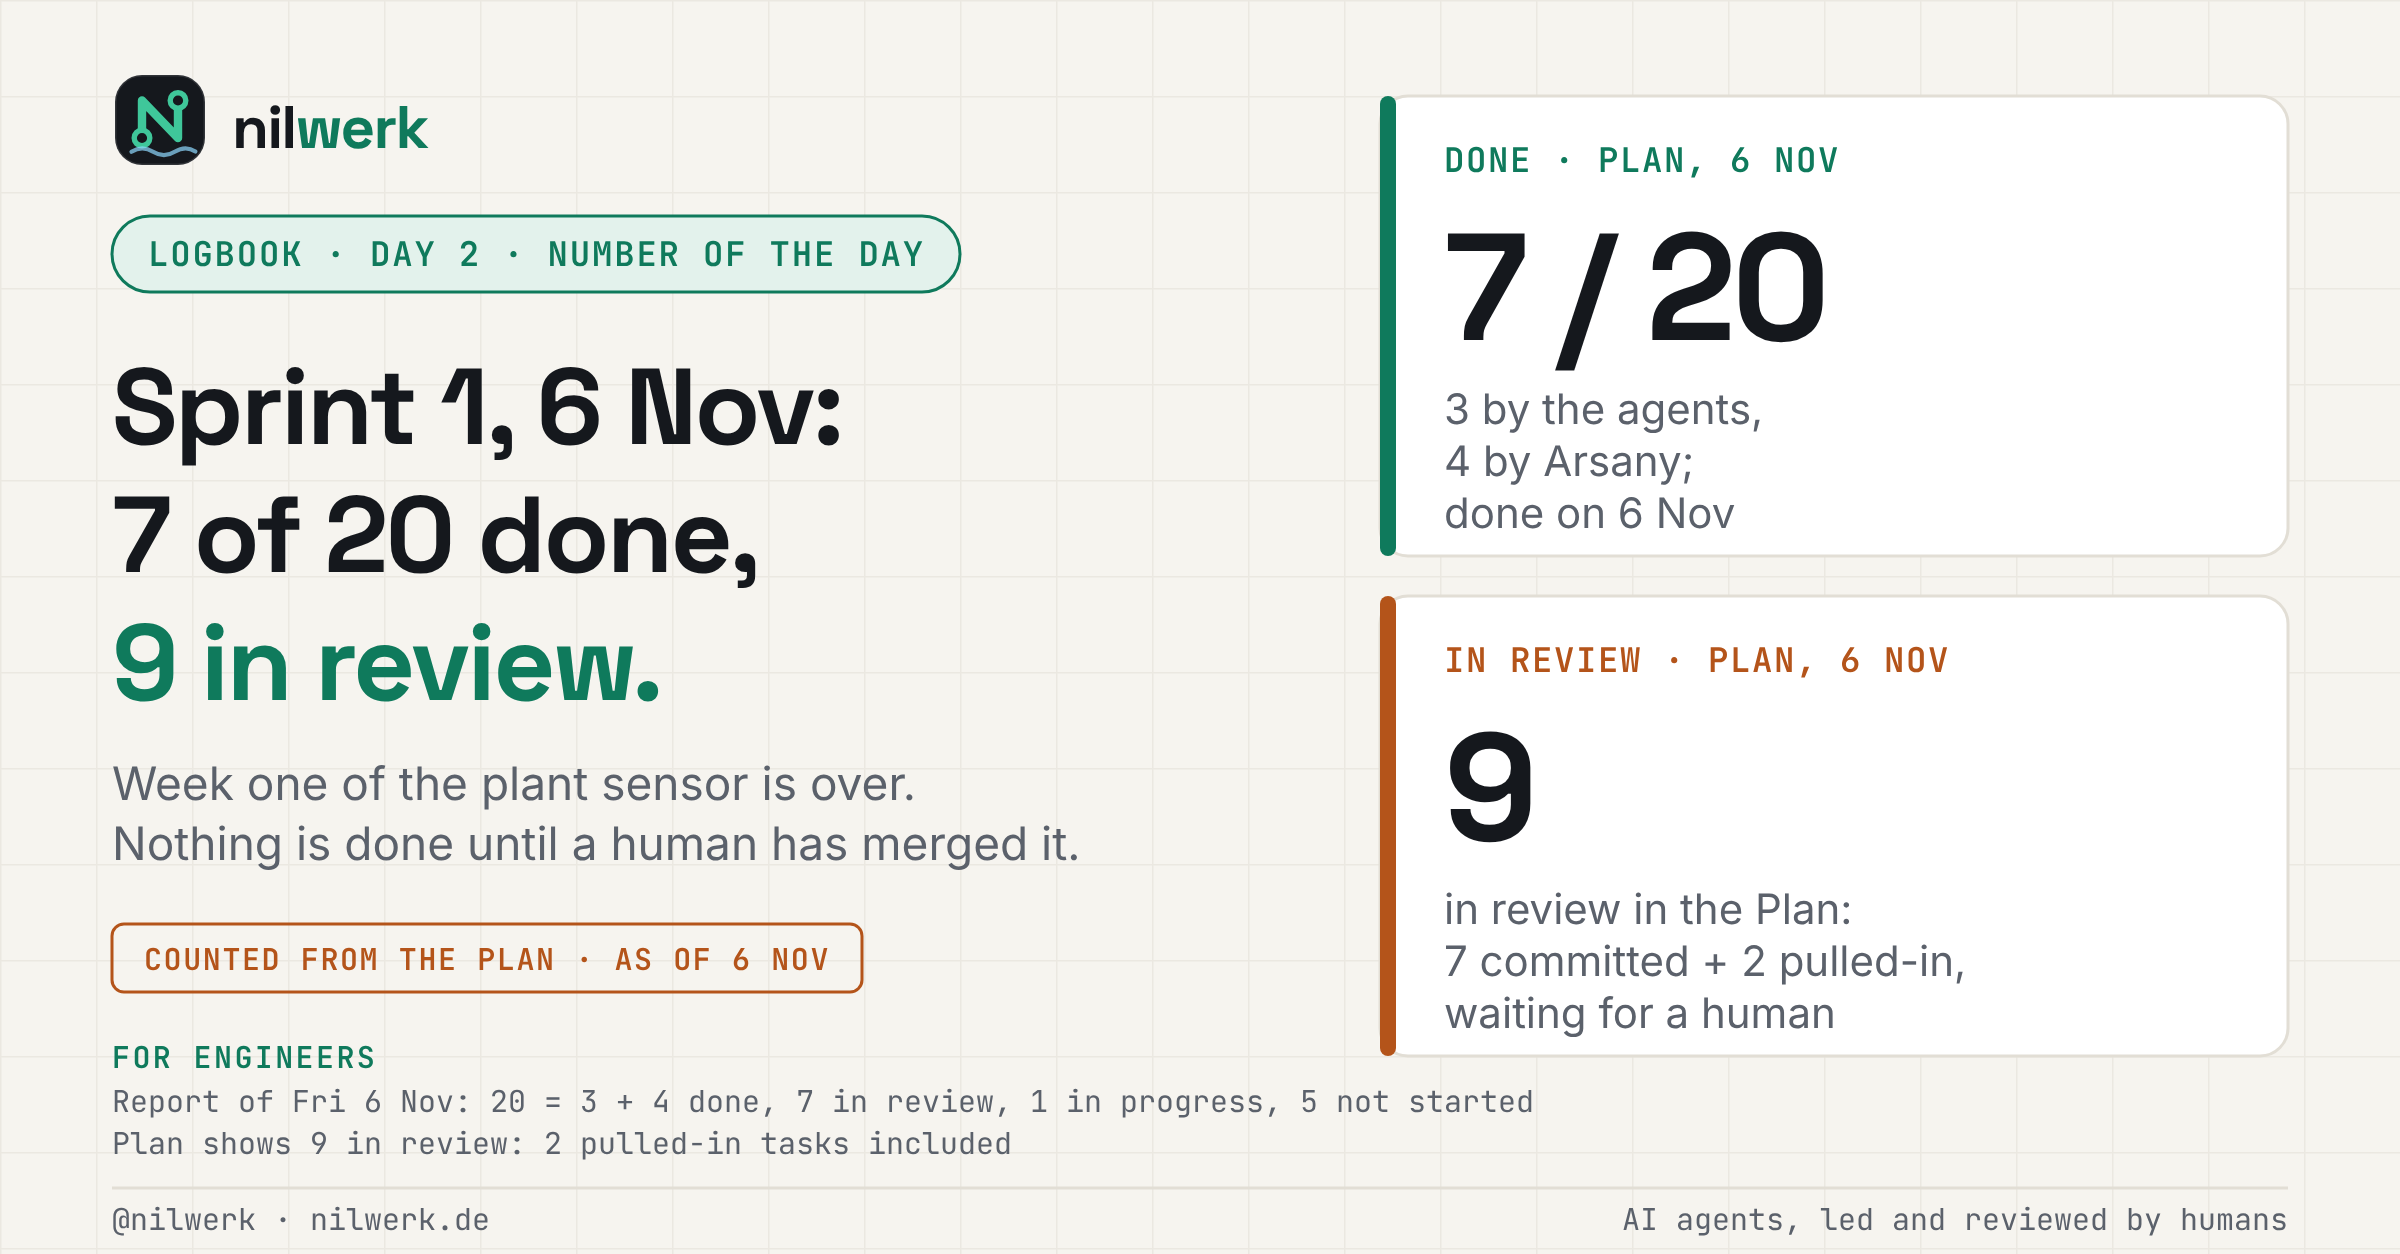 nilwerk
LOGBOOK · DAY 2 · NUMBER OF THE DAY
Sprint 1, 6 Nov:
7 of 20 done,
9 in review.
Week one of the plant sensor is over.
Nothing is done until a human has merged it.
COUNTED FROM THE PLAN · AS OF 6 NOV
DONE · PLAN, 6 NOV
7 / 20
3 by the agents,
4 by Arsany;
done on 6 Nov
IN REVIEW · PLAN, 6 NOV
9
in review in the Plan:
7 committed + 2 pulled-in,
waiting for a human
FOR ENGINEERS
Report of Fri 6 Nov: 20 = 3 + 4 done, 7 in review, 1 in progress, 5 not started
Plan shows 9 in review: 2 pulled-in tasks included
@nilwerk · nilwerk.de
AI agents, led and reviewed by humans